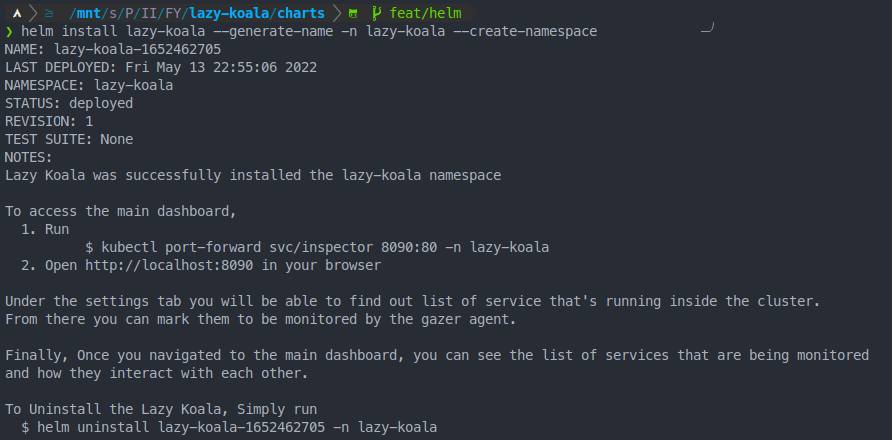 /mnt/s/P/II/FY/lazy-koala/charts feat/helm
❯ helm install lazy-koala --generate-name -n lazy-koala --create-namespace
NAME: lazy-koala-1652462705
LAST DEPLOYED: Fri May 13 22:55:06 2022
NAMESPACE: lazy-koala
STATUS: deployed
REVISION: 1
TEST SUITE: None
NOTES:
Lazy Koala was successfully installed the lazy-koala namespace
To access the main dashboard,
1. Run
$ kubectl port-forward svc/inspector 8090:80 -n lazy-koala
2. Open http://localhost:8090 in your browser
Under the settings tab you will be able to find out list of service that's running inside the cluster.
From there you can mark them to be monitored by the gazer agent.
Finally, Once you navigated to the main dashboard, you can see the list of services that are being monitored
and how they interact with each other.
To Uninstall the Lazy Koala, Simply run
$ helm uninstall lazy-koala-1652462705 -n lazy-koala